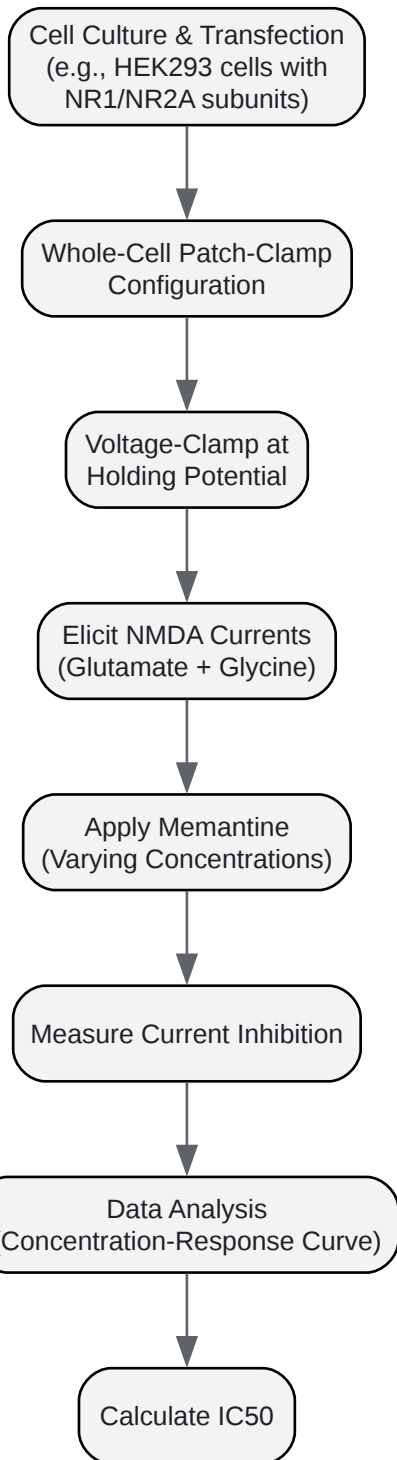 Cell Culture & Transfection
(e.g., HEK293 cells with
NR1/NR2A subunits)
Whole-Cell Patch-Clamp
Configuration
Voltage-Clamp at
Holding Potential
Elicit NMDA Currents
(Glutamate + Glycine)
Apply Memantine
(Varying Concentrations)
Measure Current Inhibition
Data Analysis
(Concentration-Response Curve)
Calculate IC50